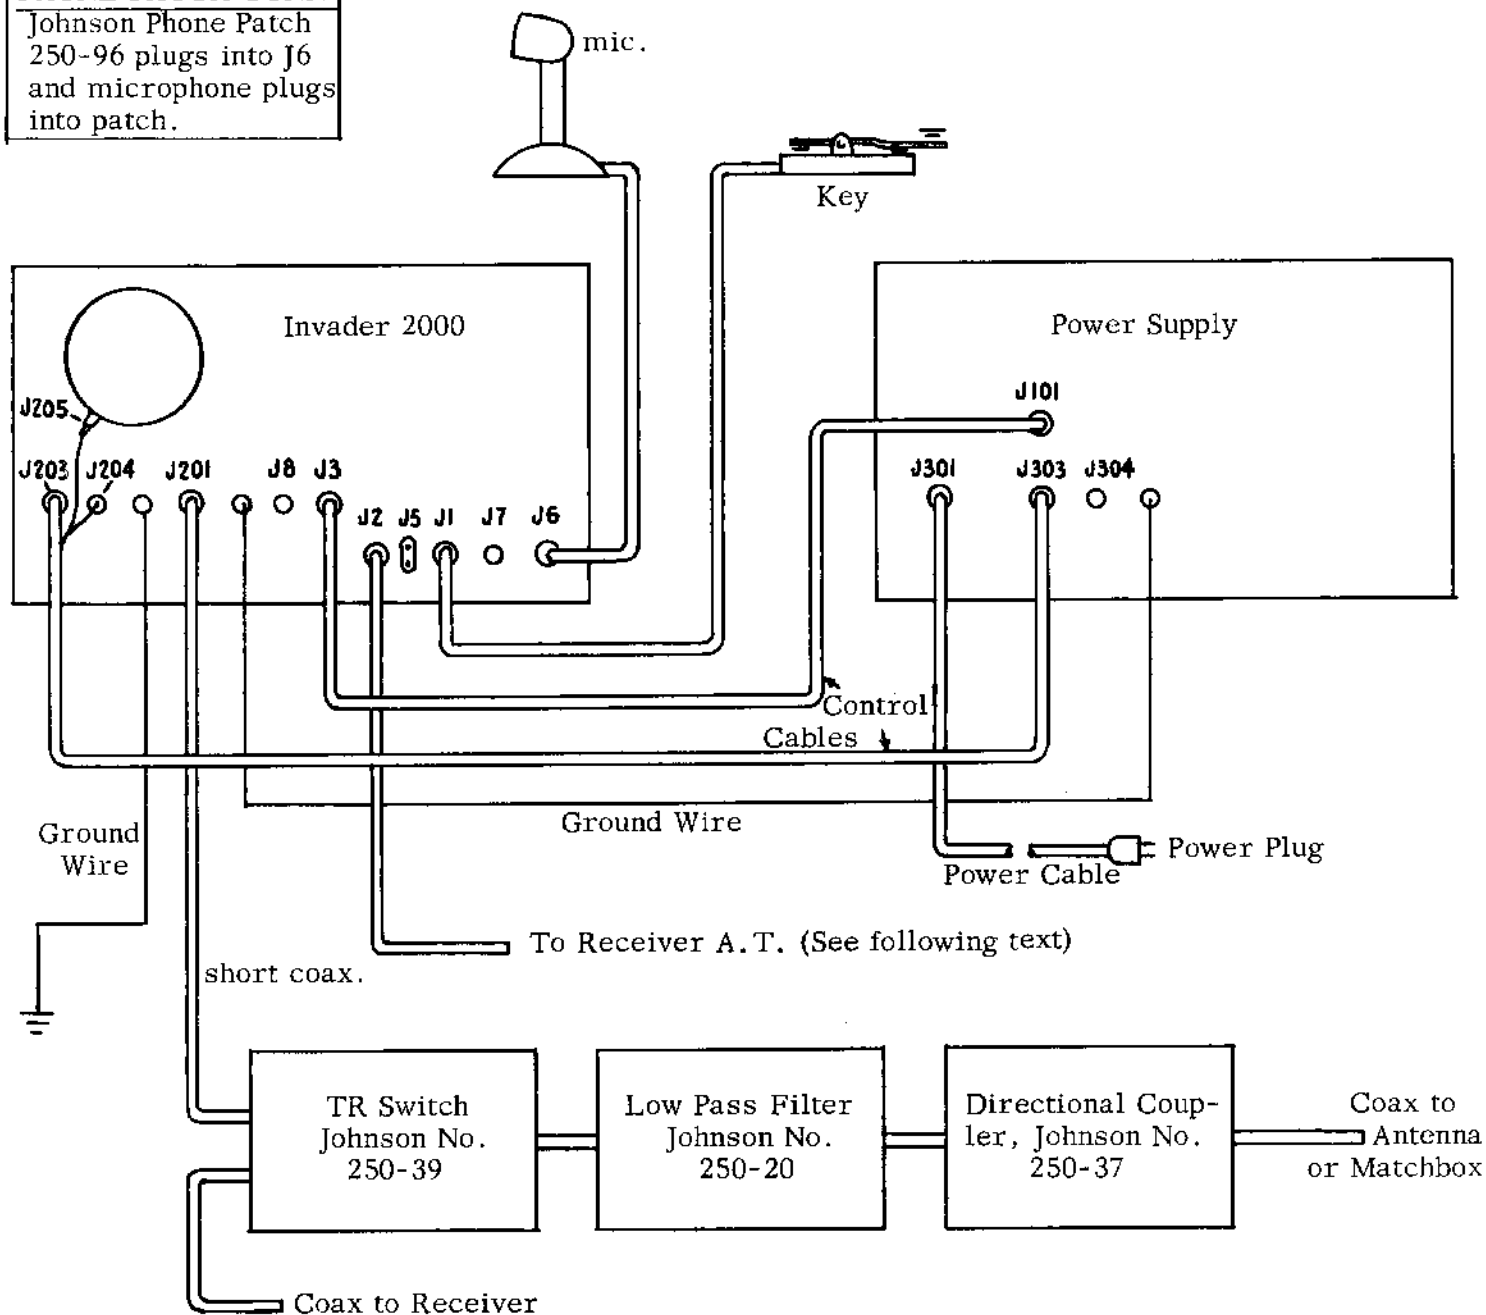 Johnson Phone Patch
250-96 plugs into J6
and microphone plugs
into patch.
mic.
Key
Invader 2000
Power Supply
J205
J101
J203 J204 J201 J8 J3
J2 J5 J1 J7 J6
J301 J303 J304
Control
Cables
Ground Wire
Ground
Wire
Power Plug
Power Cable
To Receiver A.T. (See following text)
short coax.
TR Switch
Johnson No.
250-39
Low Pass Filter
Johnson No.
250-20
Directional Coup-
ler, Johnson No.
250-37
Coax to
Antenna
or Matchbox
Coax to Receiver